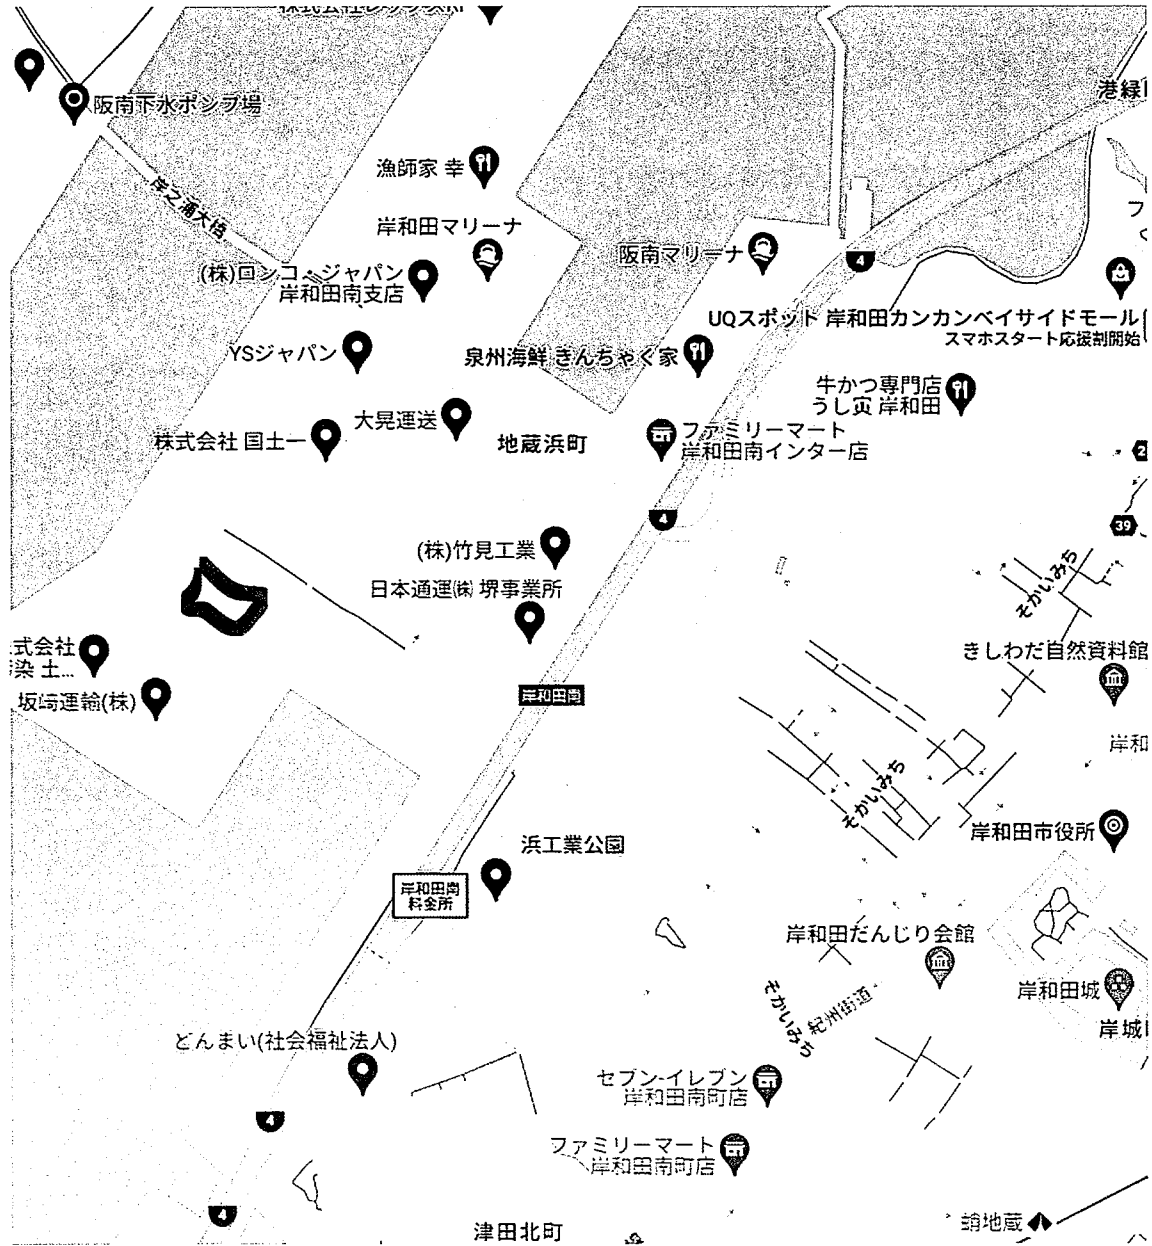 阪南下水ポンプ場
港緑
漁師家 幸
岸之浦大橋
岸和田マリーナ
阪南マリーナ
4
(株)ロンコ・ジャパン
岸和田南支店
UQスポット 岸和田カンカンベイサイドモール
スマホスタート応援割開始
YSジャパン
泉州海鮮 きんちゃく家
牛かつ専門店
うし寅 岸和田
大晃運送
株式会社 国土一
地蔵浜町
ファミリーマート
岸和田南インター店
2
4
39
(株)竹見工業
日本通運㈱ 堺事業所
そかいみち
式会社
染 土...
きしわだ自然資料館
坂崎運輸(株)
岸和田南
岸和
そかいみち
岸和田市役所
浜工業公園
岸和田南
料金所
岸和田だんじり会館
岸和田城
そかいみち
紀州街道
岸城
どんまい(社会福祉法人)
セブン-イレブン
岸和田南町店
4
ファミリーマート
岸和田南町店
4
津田北町
蛸地蔵